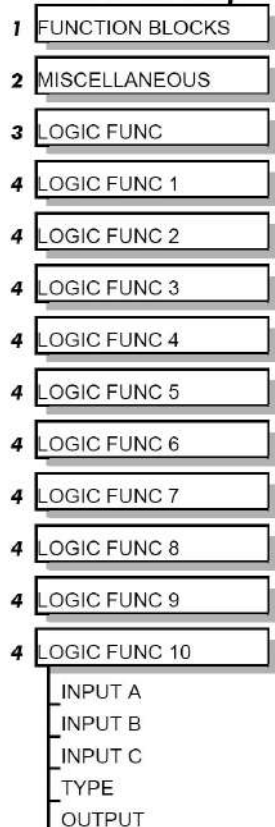 1 FUNCTION BLOCKS
2 MISCELLANEOUS
3 LOGIC FUNC
4 LOGIC FUNC 1
4 LOGIC FUNC 2
4 LOGIC FUNC 3
4 LOGIC FUNC 4
4 LOGIC FUNC 5
4 LOGIC FUNC 6
4 LOGIC FUNC 7
4 LOGIC FUNC 8
4 LOGIC FUNC 9
4 LOGIC FUNC 10
INPUT A
INPUT B
INPUT C
TYPE
OUTPUT